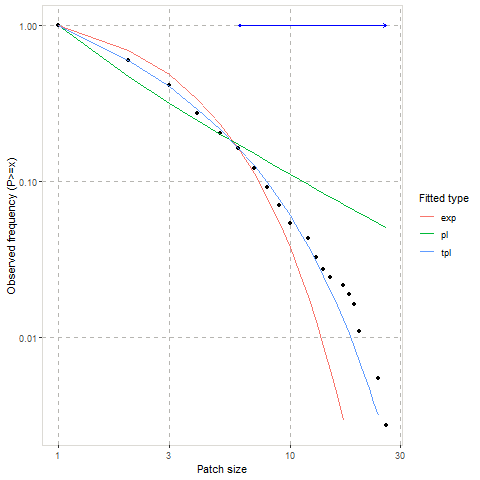 1.00
0.10
0.01
Observed frequency (P>=x)
1
3
10
30
Patch size
Fitted type
exp
pl
tpl